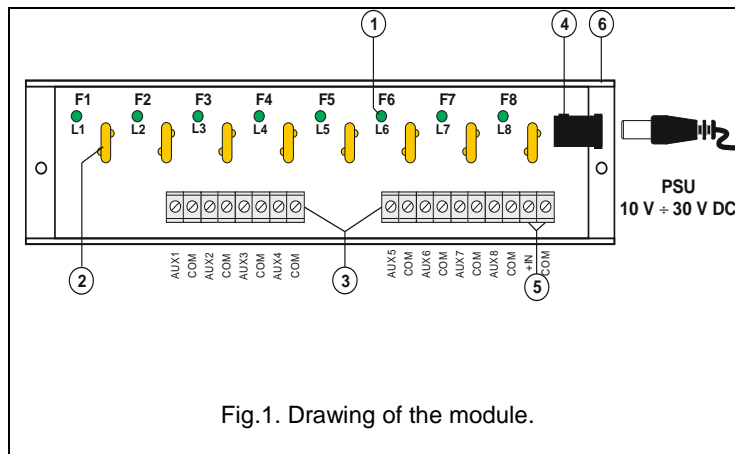 1 4 6
F1 F2 F3 F4 F5 F6 F7 F8
L1 L2 L3 L4 L5 L6 L7 L8
PSU
10 V ÷ 30 V DC
AUX1 COM AUX2 COM AUX3 COM AUX4 COM AUX5 COM AUX6 COM AUX7 COM AUX8 COM +IN COM
2 3 5
Fig.1. Drawing of the module.